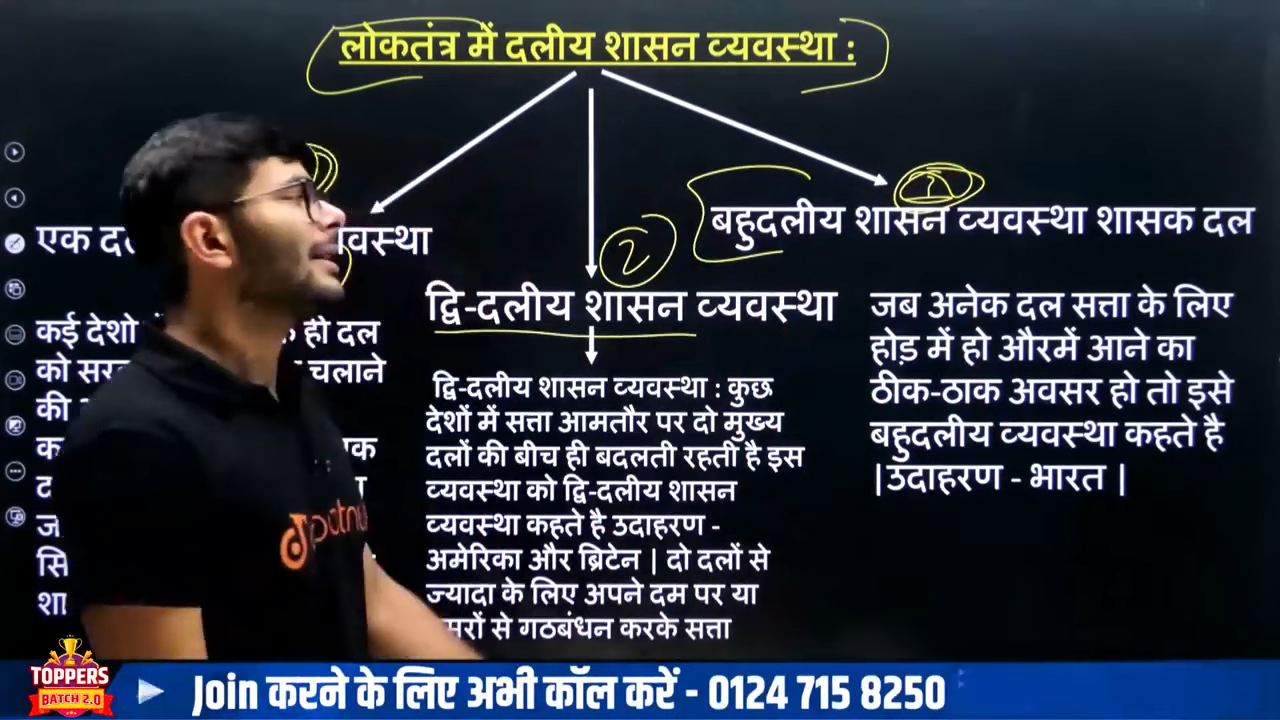 लोकतंत्र में दलीय शासन व्यवस्था :
बहुदलीय शासन व्यवस्था शासक दल
एक
2
द्वि-दलीय शासन व्यवस्था
जब अनेक दल सत्ता के लिए
होड़ में हो औरमें आने का
ठीक-ठाक अवसर हो तो इसे
बहुदलीय व्यवस्था कहते है
|उदाहरण - भारत |
कई देशो ही दल
को चलाने
की
द्वि-दलीय शासन व्यवस्था : कुछ
देशों में सत्ता आमतौर पर दो मुख्य
दलों की बीच ही बदलती रहती है इस
व्यवस्था को द्वि-दलीय शासन
व्यवस्था कहते है उदाहरण -
अमेरिका और ब्रिटेन | दो दलों से
ज्यादा के लिए अपने दम पर या
से गठबंधन करके सत्ता
TOPPERS
BATCH 2.0
Join करने के लिए अभी कॉल करें - 0124 715 8250